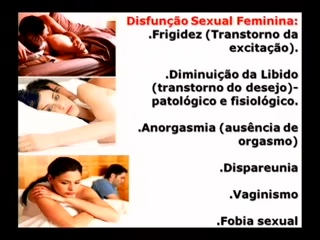 Disfunção Sexual Feminina:
.Frigidez (Transtorno da
excitação).
.Diminuição da Libido
(transtorno do desejo)-
patológico e fisiológico.
.Anorgasmia (ausência de
orgasmo)
.Dispareunia
.Vaginismo
.Fobia sexual